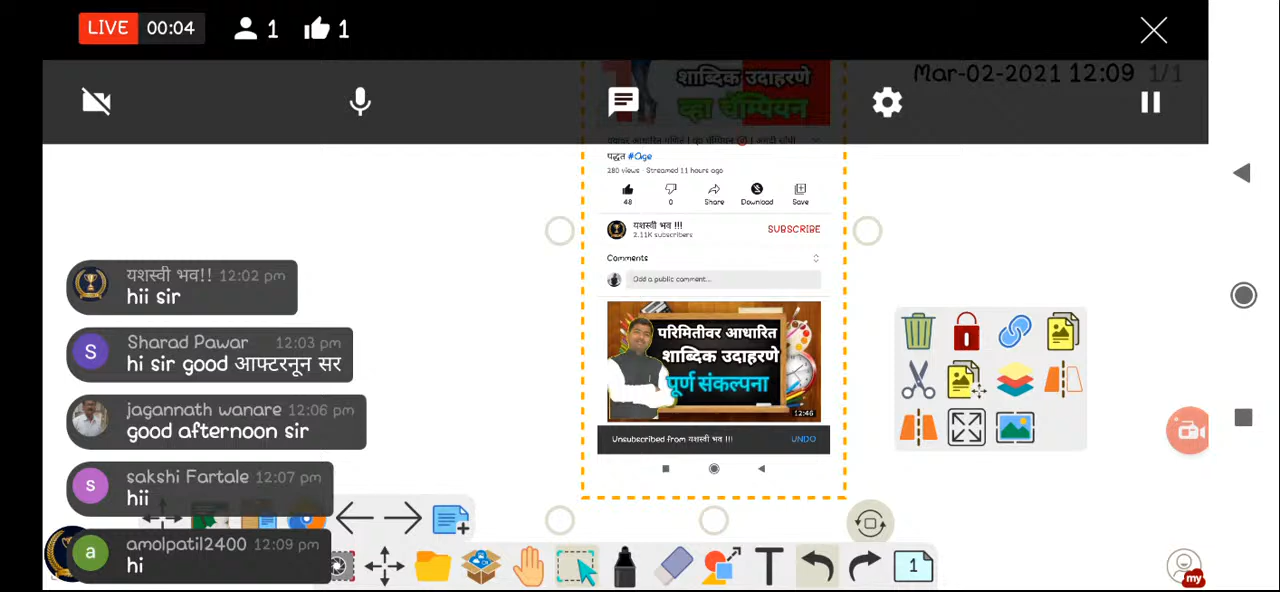 LIVE 00:04 1 1
Mar-02-2021 12:09 1/1
शाब्दिक उदाहरणे
व्हा चॅम्पियन
पद्धत #Age
280 views · Streamed 11 hours ago
48 0 Share Download Save
यशस्वी भव !!!
2.11K subscribers
SUBSCRIBE
Comments
Add a public comment...
परिमितीवर आधारित
शाब्दिक उदाहरणे
पूर्ण संकल्पना
12:46
Unsubscribed from यशस्वी भव !!! UNDO
यशस्वी भव!! 12:02 pm
hii sir
S
Sharad Pawar 12:03 pm
hi sir good आफ्टरनून सर
jagannath wanare 12:06 pm
good afternoon sir
s
sakshi Fartale 12:07 pm
hii
a
amolpatil2400 12:09 pm
hi
T
1
my